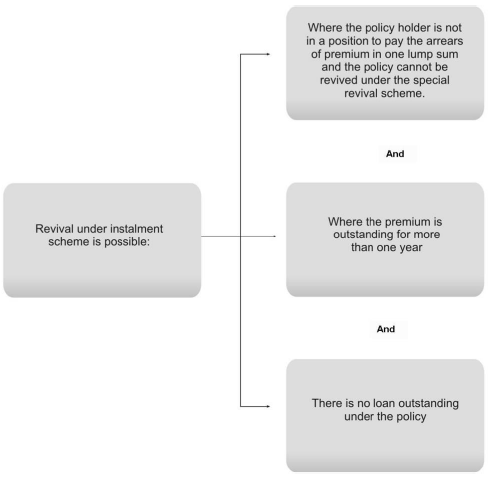 Where the policy holder is not
in a position to pay the arrears
of premium in one lump sum
and the policy cannot be
revived under the special
revival scheme.
And
Revival under instalment
scheme is possible:
Where the premium is
outstanding for more
than one year
And
There is no loan outstanding
under the policy